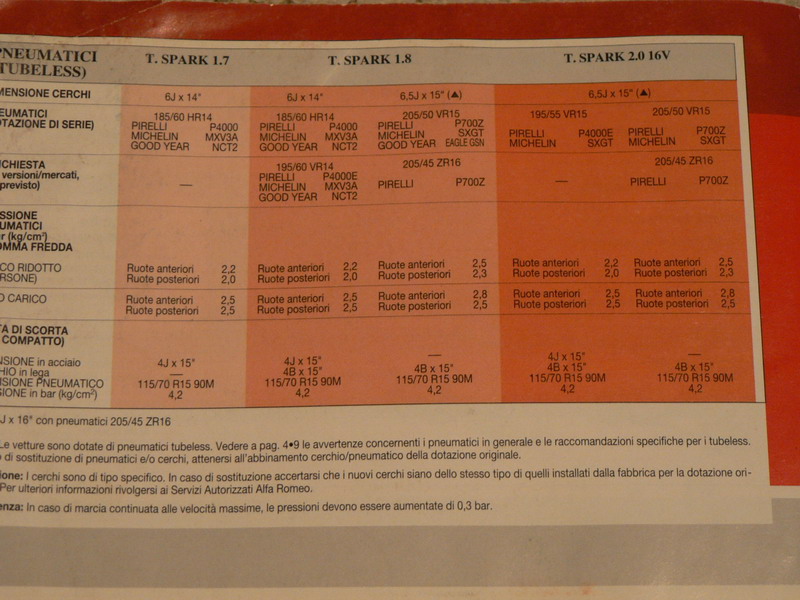 PNEUMATICI T. SPARK 1.7 T. SPARK 1.8 T. SPARK 2.0 16V
TUBELESS)
MENSIONE CERCHI 6J x 14" 6J x 14" 6,5J x 15" (▲) 6,5J x 15" (▲)
EUMATICI 185/60 HR14 185/60 HR14 205/50 VR15 195/55 VR15 205/50 VR15
OTAZIONE DI SERIE) PIRELLI P4000 PIRELLI P4000 PIRELLI P700Z PIRELLI P4000E PIRELLI P700Z
MICHELIN MXV3A MICHELIN MXV3A MICHELIN SXGT MICHELIN SXGT MICHELIN SXGT
GOOD YEAR NCT2 GOOD YEAR NCT2 GOOD YEAR EAGLE GSN
ICHIESTA 195/60 VR14 205/45 ZR16 205/45 ZR16
versioni/mercati, PIRELLI P4000E
previsto) — MICHELIN MXV3A PIRELLI P700Z — PIRELLI P700Z
GOOD YEAR NCT2
SSIONE
UMATICI
r (kg/cm²)
OMMA FREDDA
CO RIDOTTO Ruote anteriori 2,2 Ruote anteriori 2,2 Ruote anteriori 2,5 Ruote anteriori 2,2 Ruote anteriori 2,5
RSONE) Ruote posteriori 2,0 Ruote posteriori 2,0 Ruote posteriori 2,3 Ruote posteriori 2,0 Ruote posteriori 2,3
O CARICO Ruote anteriori 2,5 Ruote anteriori 2,5 Ruote anteriori 2,8 Ruote anteriori 2,5 Ruote anteriori 2,8
Ruote posteriori 2,5 Ruote posteriori 2,5 Ruote posteriori 2,5 Ruote posteriori 2,5 Ruote posteriori 2,5
TA DI SCORTA
COMPATTO)
NSIONE in acciaio 4J x 15" 4J x 15" — 4J x 15" —
HIO in lega — 4B x 15" 4B x 15" 4B x 15" 4B x 15"
NSIONE PNEUMATICO 115/70 R15 90M 115/70 R15 90M 115/70 R15 90M 115/70 R15 90M 115/70 R15 90M
SIONE in bar (kg/cm²) 4,2 4,2 4,2 4,2 4,2
J x 16" con pneumatici 205/45 ZR16
Le vetture sono dotate di pneumatici tubeless. Vedere a pag. 4•9 le avvertenze concernenti i pneumatici in generale e le raccomandazioni specifiche per i tubeless.
di sostituzione di pneumatici e/o cerchi, attenersi all'abbinamento cerchio/pneumatico della dotazione originale.
ione: I cerchi sono di tipo specifico. In caso di sostituzione accertarsi che i nuovi cerchi siano dello stesso tipo di quelli installati dalla fabbrica per la dotazione ori-
Per ulteriori informazioni rivolgersi ai Servizi Autorizzati Alfa Romeo.
enza: In caso di marcia continuata alle velocità massime, le pressioni devono essere aumentate di 0,3 bar.